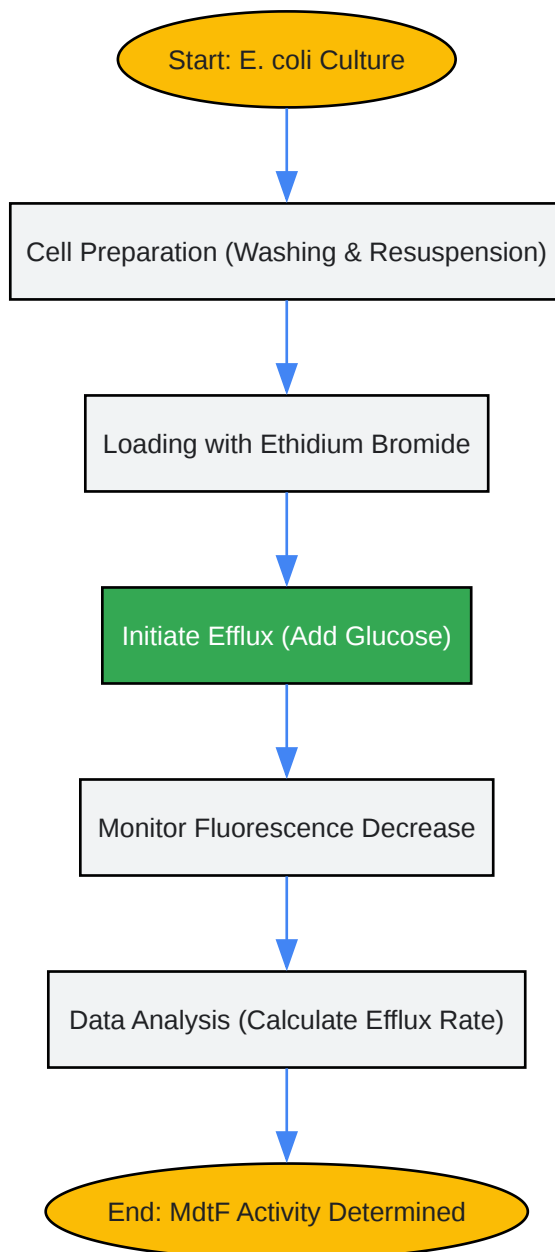 Start: E. coli Culture
Cell Preparation (Washing & Resuspension)
Loading with Ethidium Bromide
Initiate Efflux (Add Glucose)
Monitor Fluorescence Decrease
Data Analysis (Calculate Efflux Rate)
End: MdtF Activity Determined